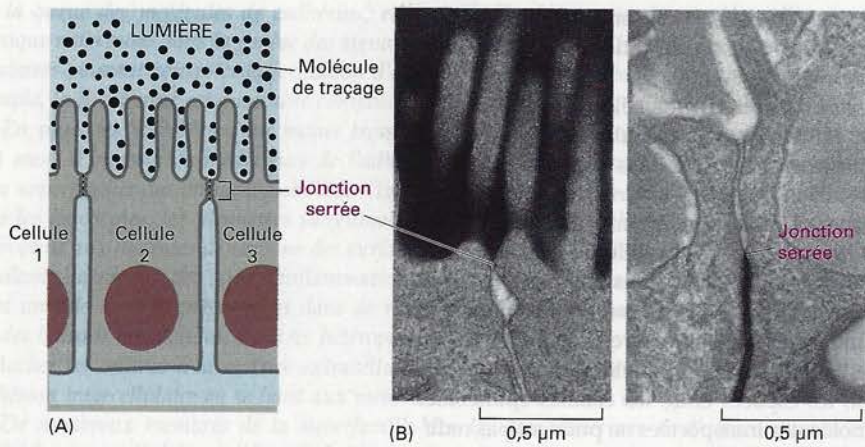 LUMIÈRE
Molécule
de traçage
Jonction
serrée
Cellule
1
Cellule
2
Cellule
3
(A)
Jonction
serrée
(B)
0,5 µm
0,5 µm